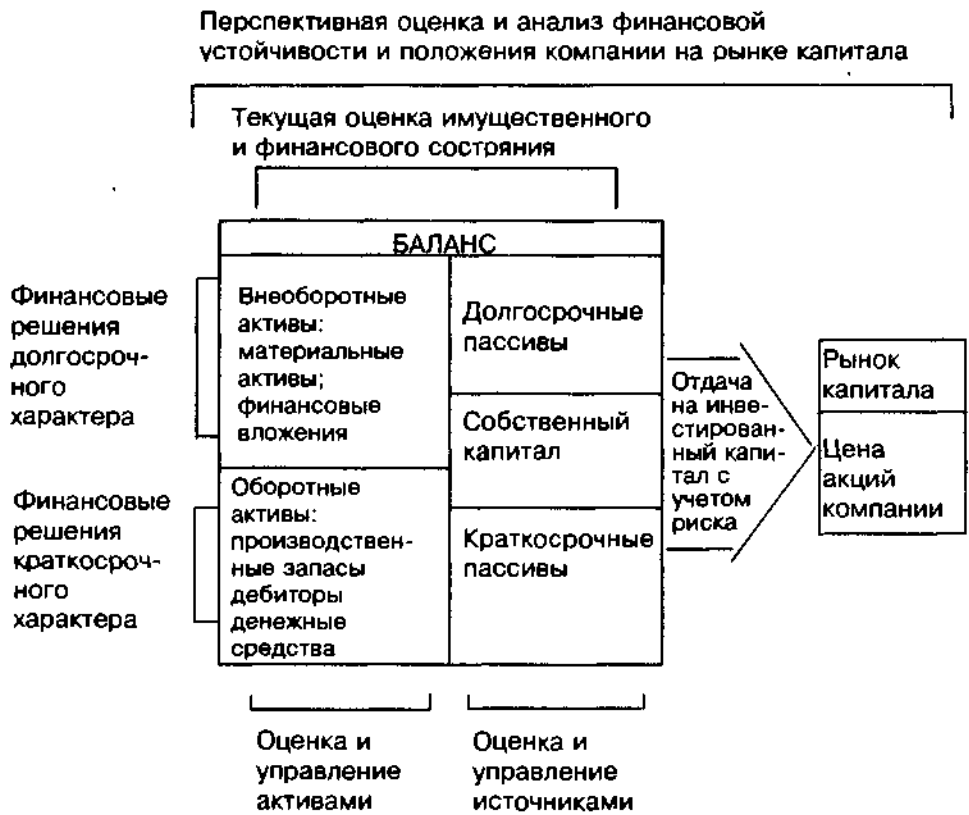 Перспективная оценка и анализ финансовой
устойчивости и положения компании на рынке капитала
Текущая оценка имущественного
и финансового состояния
БАЛАНС
Финансовые
решения
долгосроч-
ного
характера
Внеоборотные
активы:
материальные
активы;
финансовые
вложения
Долгосрочные
пассивы
Собственный
капитал
Отдача
на инве-
стирован-
ный капи-
тал с
учетом
риска
Рынок
капитала
Цена
акций
компании
Финансовые
решения
краткосроч-
ного
характера
Оборотные
активы:
производствен-
ные запасы
дебиторы
денежные
средства
Краткосрочные
пассивы
Оценка и
управление
активами
Оценка и
управление
источниками